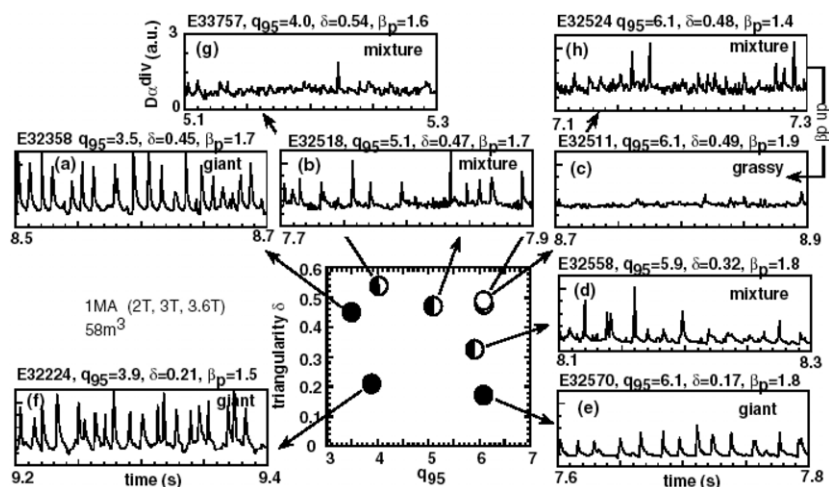 E33757, q95=4.0, δ=0.54, βp=1.6
3
(g)
mixture
Dα^div (a.u.)
0
5.1
5.3
E32524 q95=6.1, δ=0.48, βp=1.4
(h)
mixture
7.1
7.3
βp up
E32358 q95=3.5, δ=0.45, βp=1.7
(a)
giant
8.5
8.7
E32518, q95=5.1, δ=0.47, βp=1.7
(b)
mixture
7.7
7.9
E32511, q95=6.1, δ=0.49, βp=1.9
(c)
grassy
8.7
8.9
1MA (2T, 3T, 3.6T)
58m³
triangularity δ
0.6
0.5
0.4
0.3
0.2
0.1
0
3
4
5
6
7
q95
E32558, q95=5.9, δ=0.32, βp=1.8
(d)
mixture
8.1
8.3
E32224, q95=3.9, δ=0.21, βp=1.5
(f)
giant
9.2
time (s)
9.4
E32570, q95=6.1, δ=0.17, βp=1.8
(e)
giant
7.6
time (s)
7.8